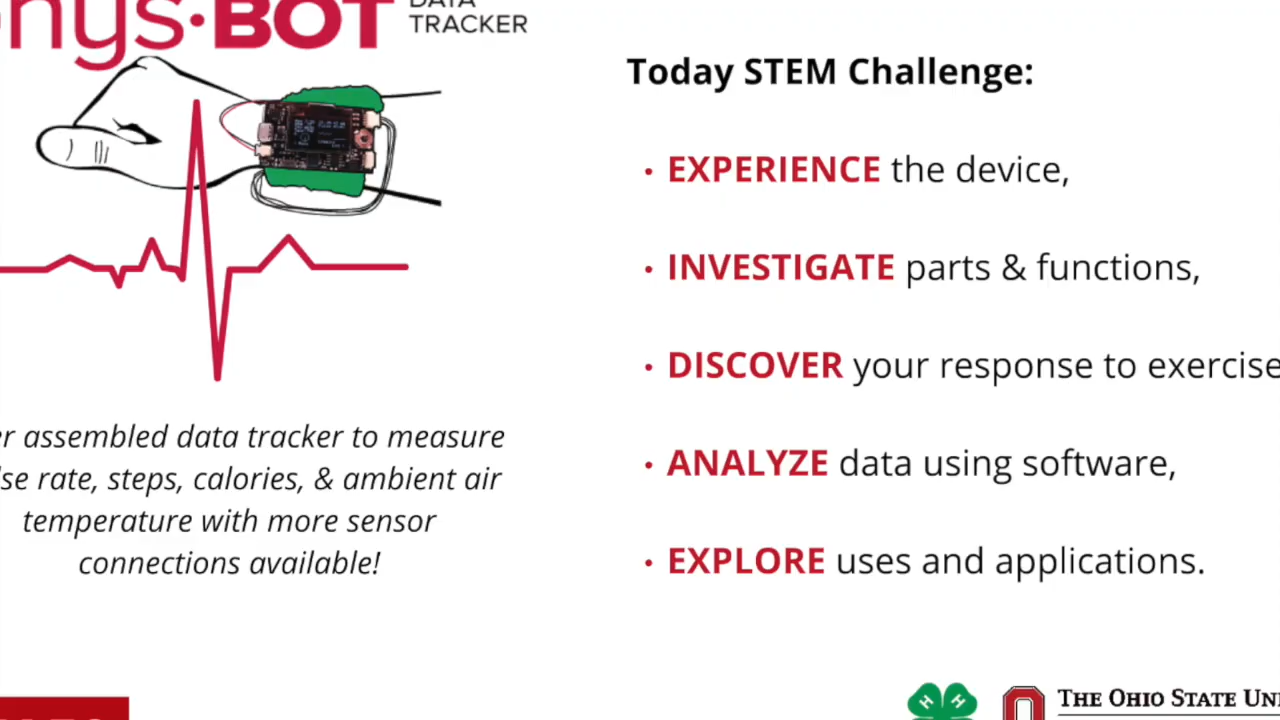 BOT DATA
TRACKER
Today STEM Challenge:
• EXPERIENCE the device,
• INVESTIGATE parts & functions,
• DISCOVER your response to exercise
• ANALYZE data using software,
• EXPLORE uses and applications.
assembled data tracker to measure
rate, steps, calories, & ambient air
temperature with more sensor
connections available!
H H
THE OHIO STATE